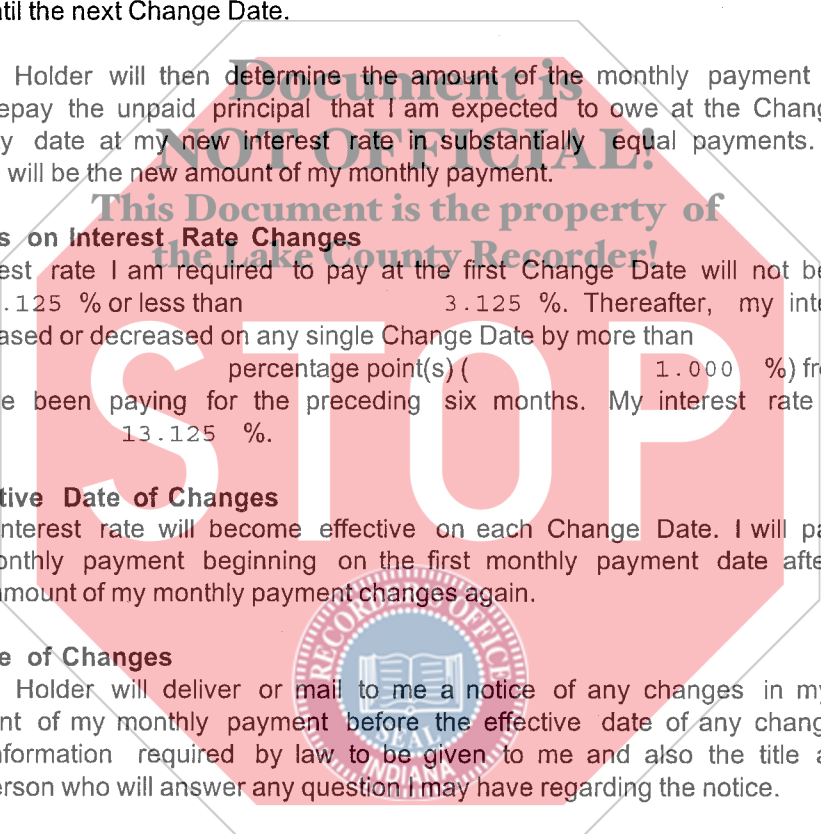 til the next Change Date.
Holder will then determine the amount of the monthly payment
epay the unpaid principal that I am expected to owe at the Chang
y date at my new interest rate in substantially equal payments.
will be the new amount of my monthly payment.
s on Interest Rate Changes
est rate I am required to pay at the first Change Date will not be
.125 % or less than 3.125 %. Thereafter, my inte
ased or decreased on any single Change Date by more than
percentage point(s) ( 1.000 %) fr
e been paying for the preceding six months. My interest rate
13.125 %.
tive Date of Changes
nterest rate will become effective on each Change Date. I will pa
onthly payment beginning on the first monthly payment date afte
amount of my monthly payment changes again.
e of Changes
Holder will deliver or mail to me a notice of any changes in my
nt of my monthly payment before the effective date of any chang
nformation required by law to be given to me and also the title a
erson who will answer any question I may have regarding the notice.
Document is
NOT OFFICIAL!
This Document is the property of
the Lake County Recorder!
STOP
RECORDER'S OFFICE
SEAL
INDIANA